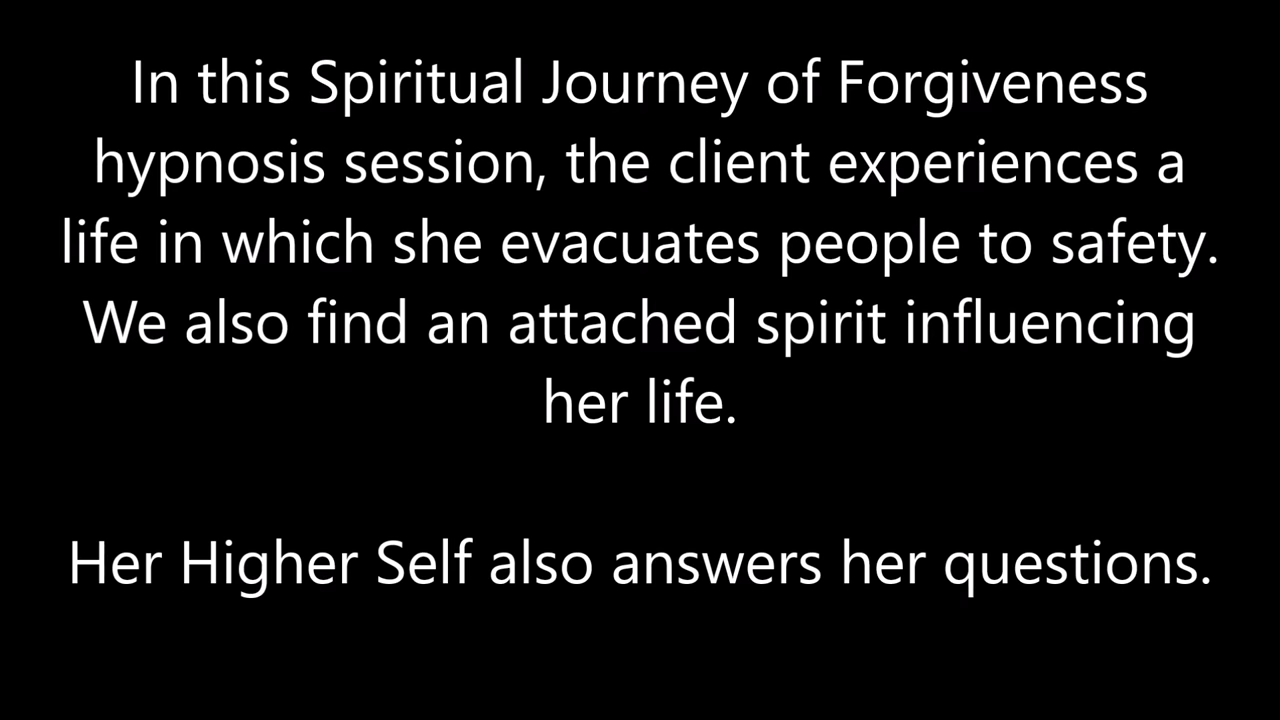 In this Spiritual Journey of Forgiveness
hypnosis session, the client experiences a
life in which she evacuates people to safety.
We also find an attached spirit influencing
her life.
Her Higher Self also answers her questions.